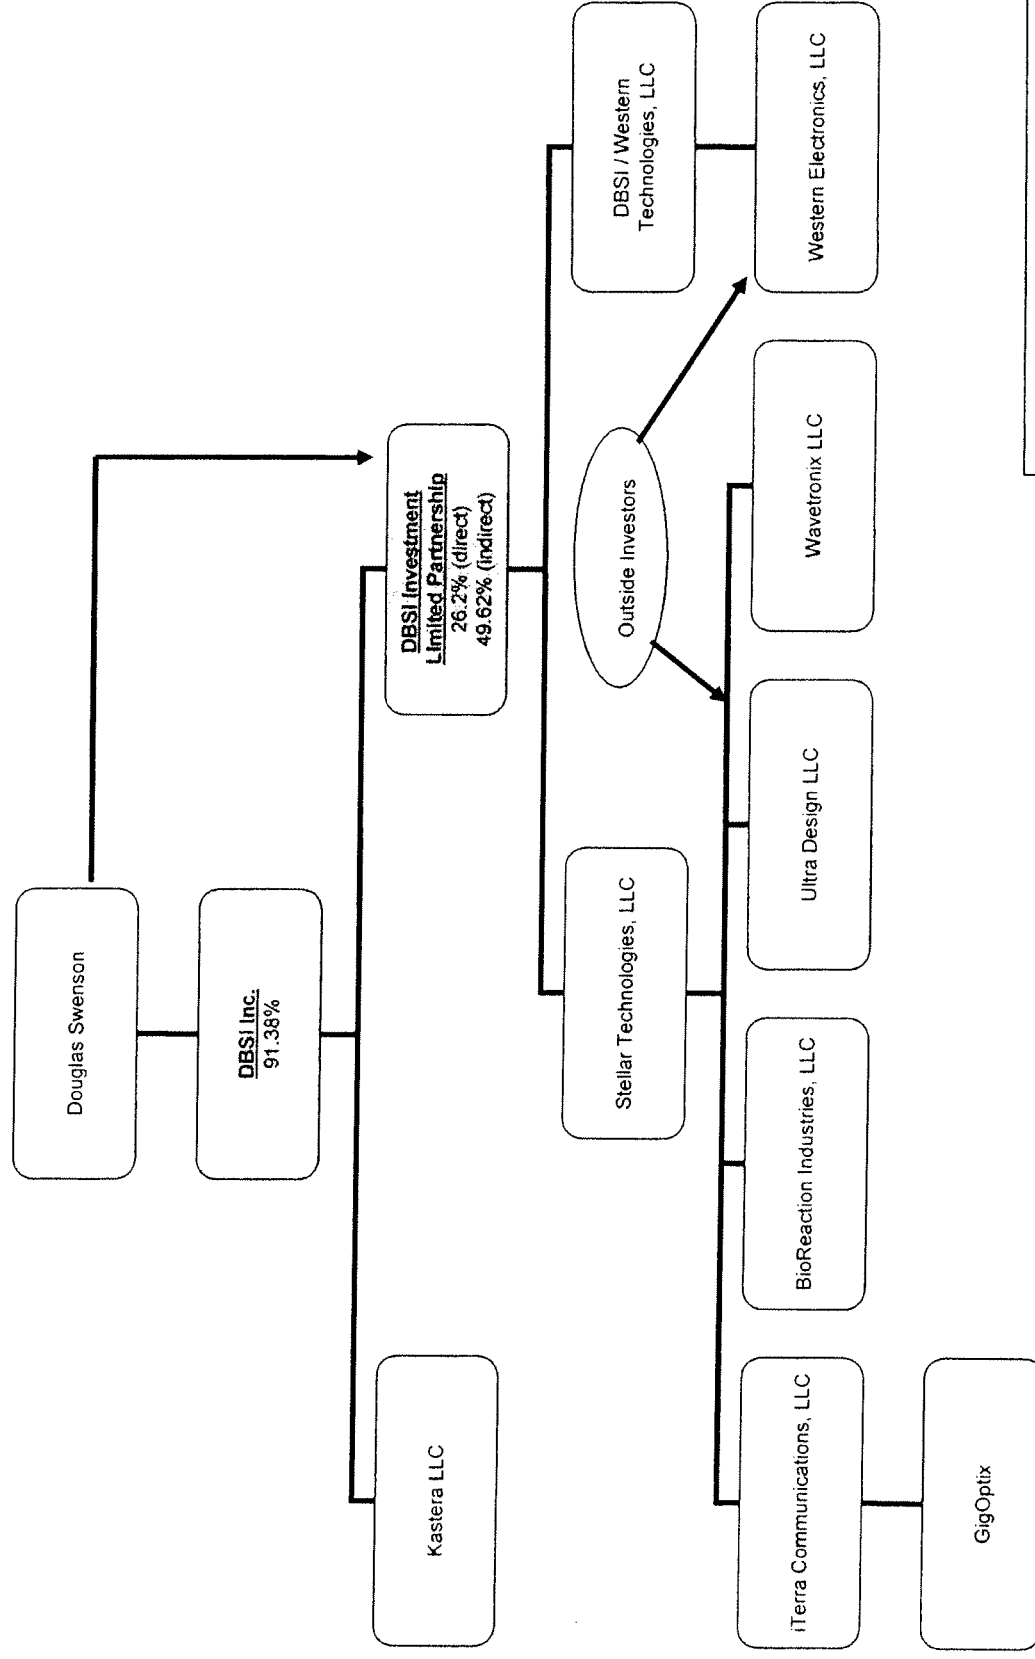 Douglas Swenson
DBSI Inc.
91.38%
Kastera LLC
DBSI Investment
Limited Partnership
26.2% (direct)
49.62% (indirect)
Stellar Technologies, LLC
Outside Investors
DBSI / Western
Technologies, LLC
iTerra Communications, LLC
BioReaction Industries, LLC
Ultra Design LLC
Wavetronix LLC
Western Electronics, LLC
GigOptix